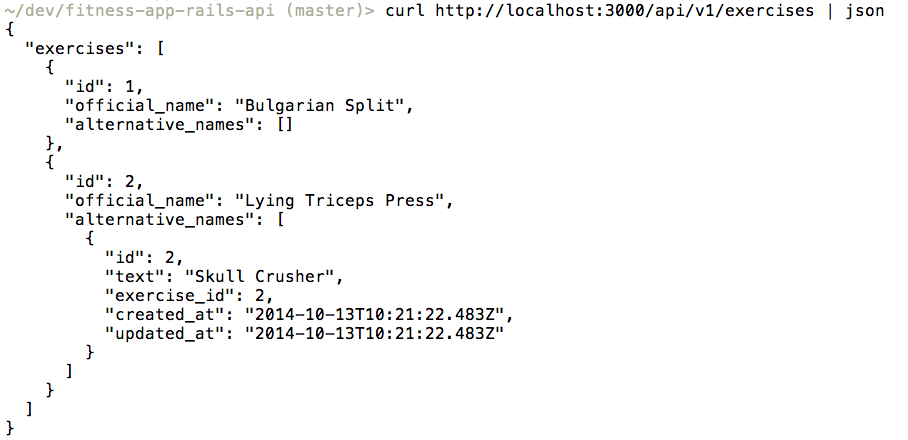 ~/dev/fitness-app-rails-api (master)> curl http://localhost:3000/api/v1/exercises | json
{
  "exercises": [
    {
      "id": 1,
      "official_name": "Bulgarian Split",
      "alternative_names": []
    },
    {
      "id": 2,
      "official_name": "Lying Triceps Press",
      "alternative_names": [
        {
          "id": 2,
          "text": "Skull Crusher",
          "exercise_id": 2,
          "created_at": "2014-10-13T10:21:22.483Z",
          "updated_at": "2014-10-13T10:21:22.483Z"
        }
      ]
    }
  ]
}